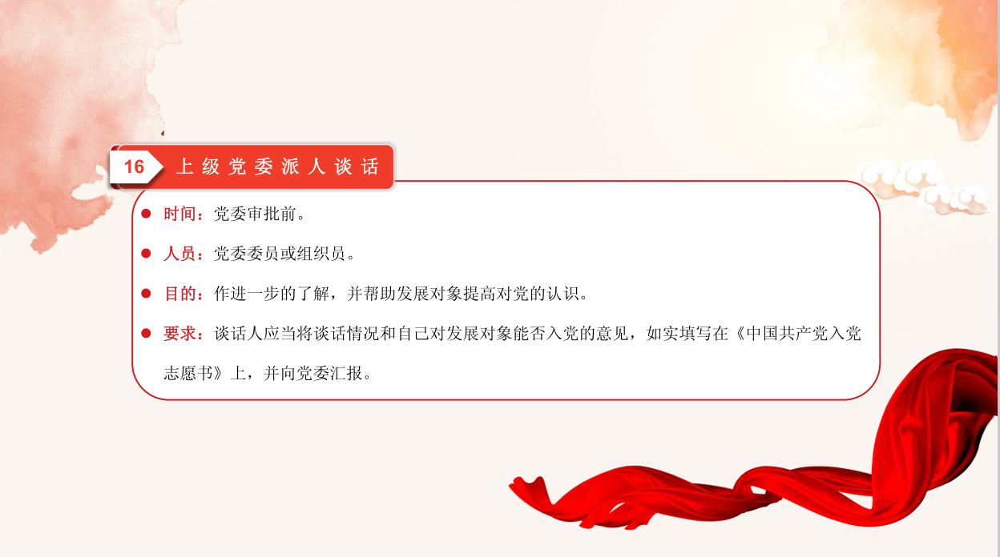 16 上级党委派人谈话
时间：党委审批前。
人员：党委委员或组织员。
目的：作进一步的了解，并帮助发展对象提高对党的认识。
要求：谈话人应当将谈话情况和自己对发展对象能否入党的意见，如实填写在《中国共产党入党
志愿书》上，并向党委汇报。